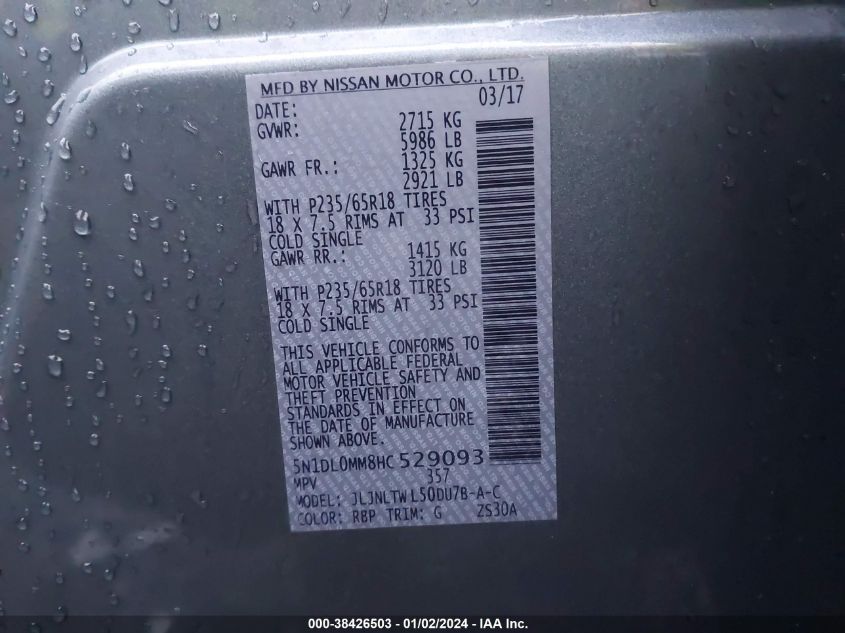 MFD BY NISSAN MOTOR CO., LTD.
DATE: 03/17
GVWR: 2715 KG
5986 LB
GAWR FR.: 1325 KG
2921 LB
WITH P235/65R18 TIRES
18 X 7.5 RIMS AT 33 PSI
COLD SINGLE
GAWR RR.: 1415 KG
3120 LB
WITH P235/65R18 TIRES
18 X 7.5 RIMS AT 33 PSI
COLD SINGLE
THIS VEHICLE CONFORMS TO
ALL APPLICABLE FEDERAL
MOTOR VEHICLE SAFETY AND
THEFT PREVENTION
STANDARDS IN EFFECT ON
THE DATE OF MANUFACTURE
SHOWN ABOVE.
5N1DL0MM8HC529093
MPV 357
MODEL: JLJNLTWL50DU7B-A-C
COLOR: RBP TRIM: G ZS30A
000-38426503 - 01/02/2024 - IAA Inc.